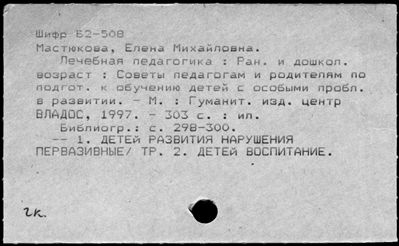 Шифр Б2-508
Мастюкова, Елена Михайловна.
Лечебная педагогика : Ран. и дошкол.
возраст : Советы педагогам и родителям по
подгот. к обучению детей с особыми пробл.
в развитии. - М. : Гуманит. изд. центр
ВЛАДОС, 1997. - 303 с. : ил.
Библиогр.: с. 298-300.
-- 1. ДЕТЕЙ РАЗВИТИЯ НАРУШЕНИЯ
ПЕРВАЗИВНЫЕ/ ТР. 2. ДЕТЕЙ ВОСПИТАНИЕ.
2к.